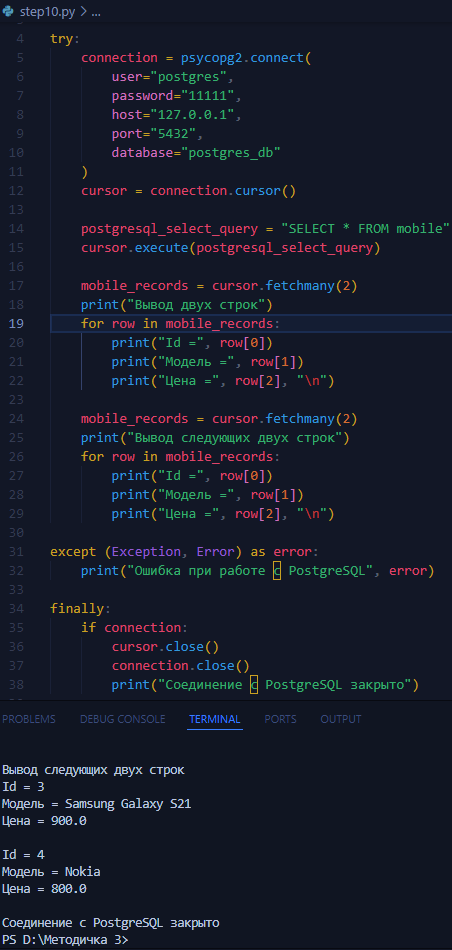 step10.py > ...
4 try:
5     connection = psycopg2.connect(
6         user="postgres",
7         password="11111",
8         host="127.0.0.1",
9         port="5432",
10         database="postgres_db"
11     )
12     cursor = connection.cursor()
13
14     postgresql_select_query = "SELECT * FROM mobile"
15     cursor.execute(postgresql_select_query)
16
17     mobile_records = cursor.fetchmany(2)
18     print("Вывод двух строк")
19     for row in mobile_records:
20         print("Id =", row[0])
21         print("Модель =", row[1])
22         print("Цена =", row[2], "\n")
23
24     mobile_records = cursor.fetchmany(2)
25     print("Вывод следующих двух строк")
26     for row in mobile_records:
27         print("Id =", row[0])
28         print("Модель =", row[1])
29         print("Цена =", row[2], "\n")
30
31 except (Exception, Error) as error:
32     print("Ошибка при работе с PostgreSQL", error)
33
34 finally:
35     if connection:
36         cursor.close()
37         connection.close()
38         print("Соединение с PostgreSQL закрыто")
PROBLEMS DEBUG CONSOLE TERMINAL PORTS OUTPUT
Вывод следующих двух строк
Id = 3
Модель = Samsung Galaxy S21
Цена = 900.0
Id = 4
Модель = Nokia
Цена = 800.0
Соединение с PostgreSQL закрыто
PS D:\Методичка 3>